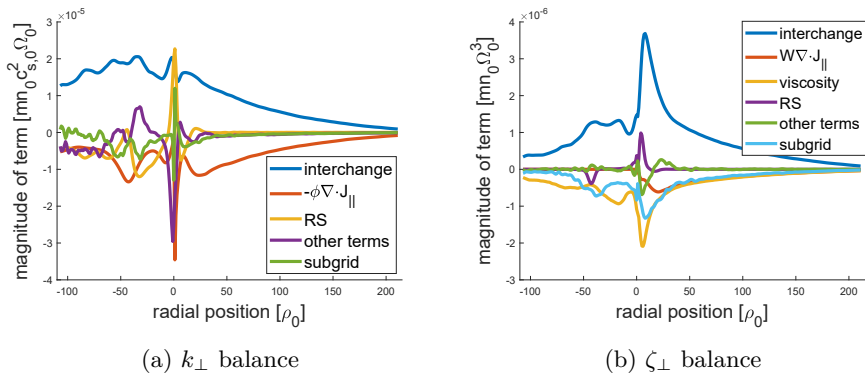 ×10⁻⁵
3
2
1
0
-1
-2
-3
-4
-100 -50 0 50 100 150 200
magnitude of term [mn₀c²ₛ,₀Ω₀]
radial position [ρ₀]
interchange
-ϕ∇·J∥
RS
other terms
subgrid
(a) k⊥ balance
×10⁻⁶
4
3
2
1
0
-1
-2
-3
-100 -50 0 50 100 150 200
magnitude of term [mn₀Ω₀³]
radial position [ρ₀]
interchange
W∇·J∥
viscosity
RS
other terms
subgrid
(b) ζ⊥ balance